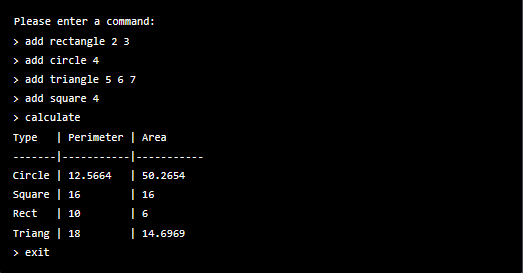 Please enter a command:
> add rectangle 2 3
> add circle 4
> add triangle 5 6 7
> add square 4
> calculate
Type   | Perimeter | Area
-------|-----------|-----------
Circle | 12.5664   | 50.2654
Square | 16        | 16
Rect   | 10        | 6
Triang | 18        | 14.6969
> exit